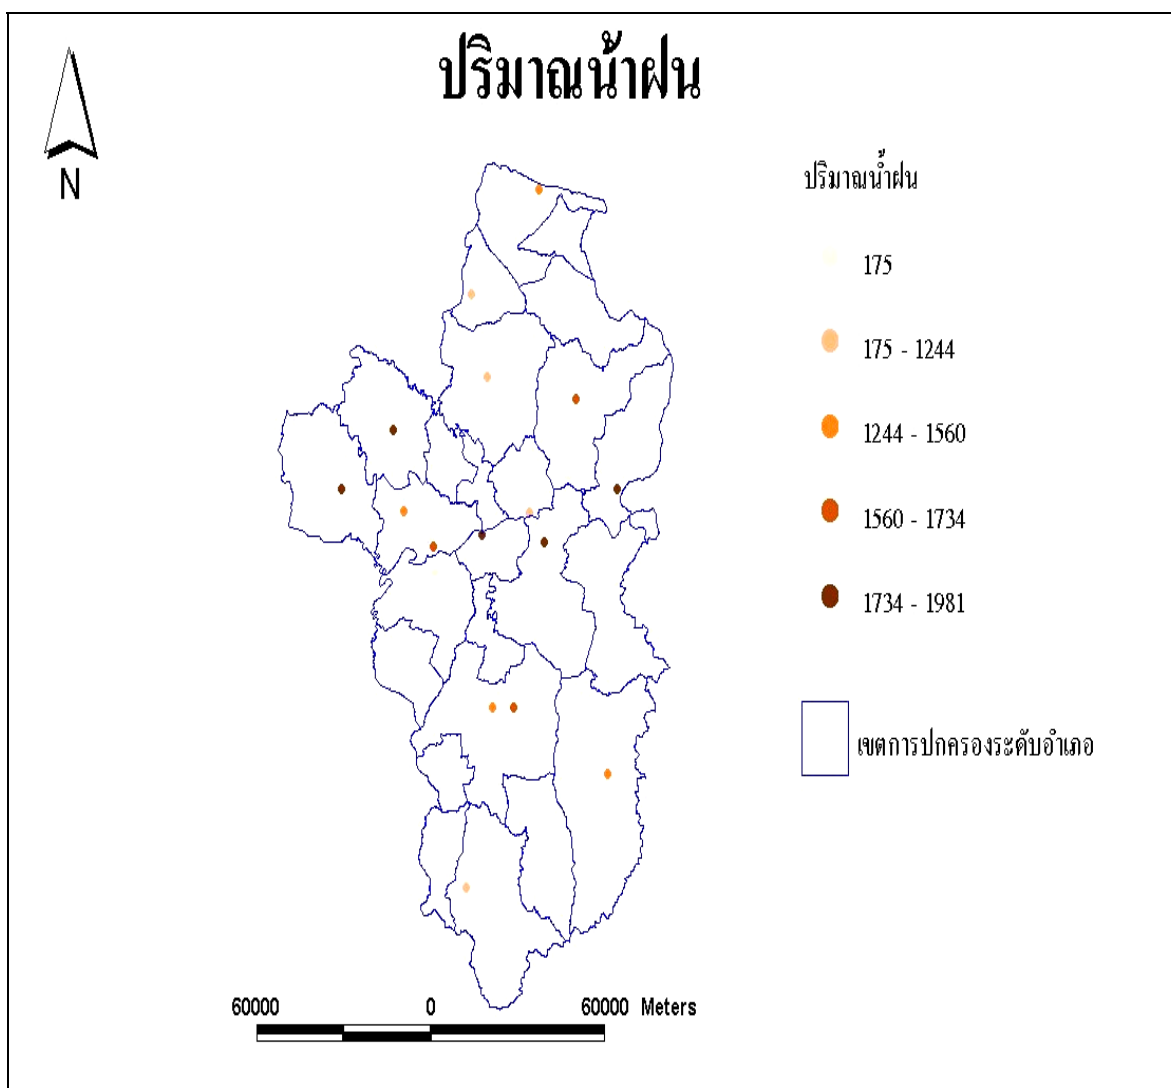 ปริมาณน้ำฝน
N
ปริมาณน้ำฝน
175
175 - 1244
1244 - 1560
1560 - 1734
1734 - 1981
เขตการปกครองระดับอำเภอ
60000 0 60000 Meters